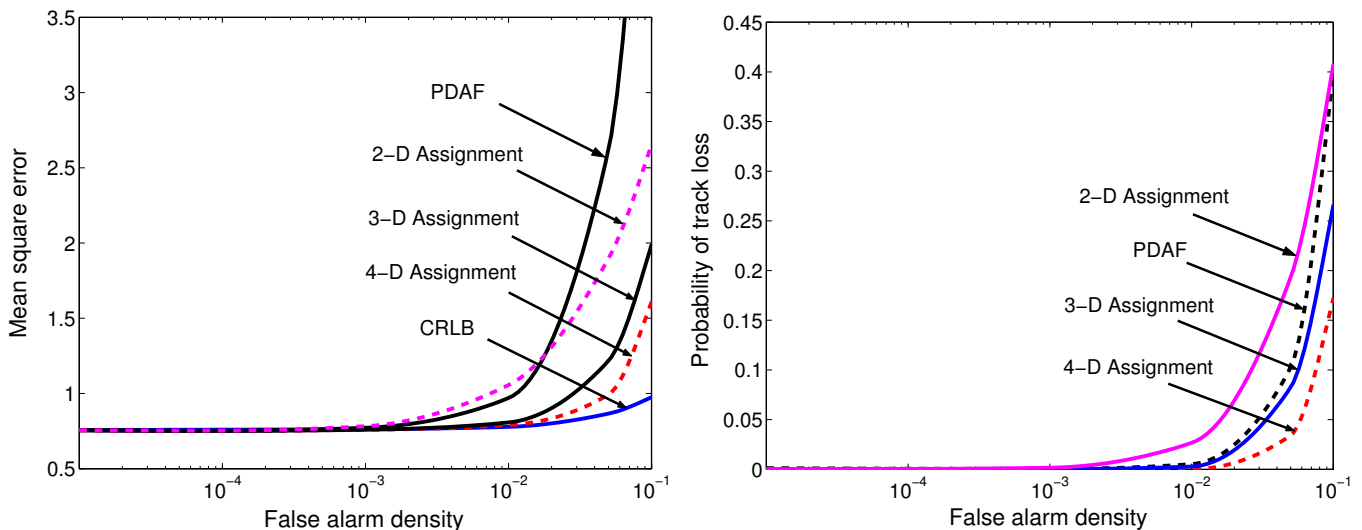 3.5
3
2.5
2
1.5
1
0.5
Mean square error
PDAF
2−D Assignment
3−D Assignment
4−D Assignment
CRLB
10−4
10−3
10−2
10−1
False alarm density
0.45
0.4
0.35
0.3
0.25
0.2
0.15
0.1
0.05
0
Probability of track loss
2−D Assignment
PDAF
3−D Assignment
4−D Assignment
10−4
10−3
10−2
10−1
False alarm density